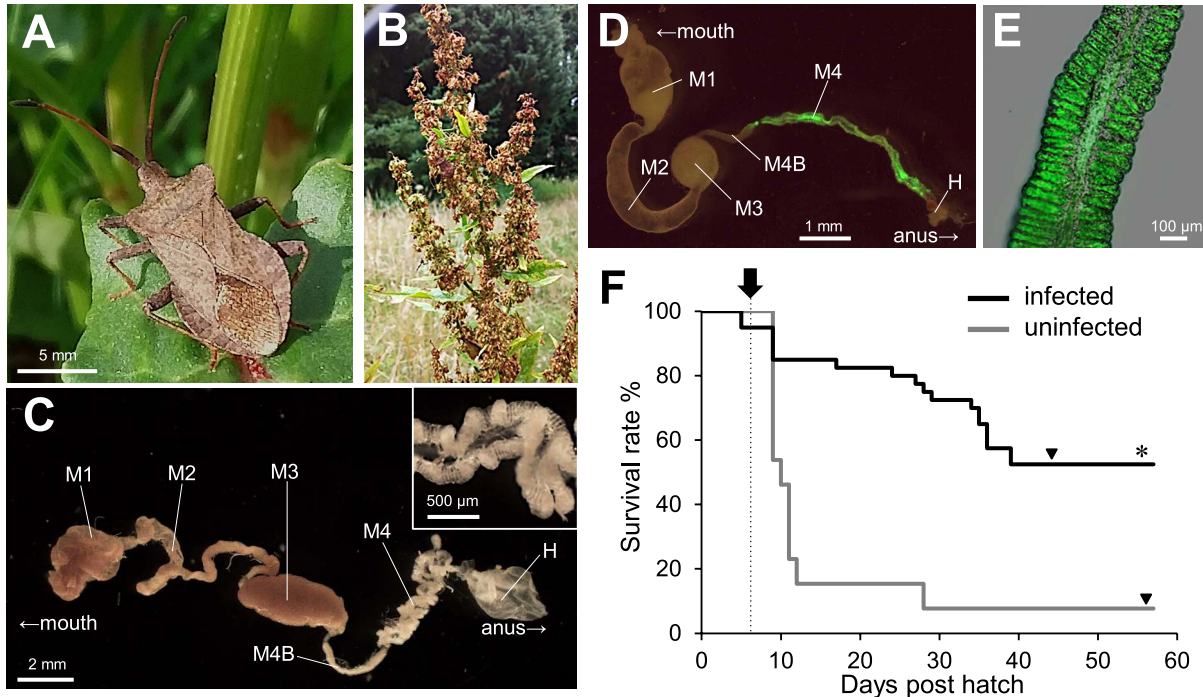 A
5 mm
B
C
M1
M2
M3
M4
H
500 µm
←mouth
anus→
M4B
2 mm
D
←mouth
M1
M4
M2
M4B
M3
H
1 mm
anus→
E
100 µm
F
infected
uninfected
Survival rate %
100
80
60
40
20
0
*
0 10 20 30 40 50 60
Days post hatch